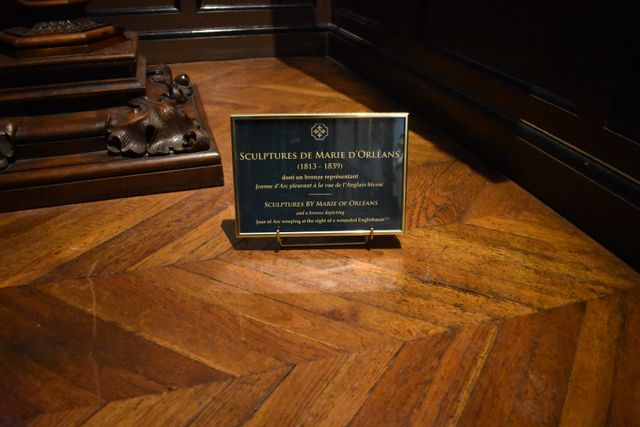 SCULPTURES DE MARIE D'ORLÉANS
(1813 - 1839)
dont un bronze représentant
Jeanne d'Arc pleurant à la vue de l'Anglais blessé
SCULPTURES BY MARIE OF ORLEANS
and a bronze depicting
Joan of Arc weeping at the sight of a wounded Englishman